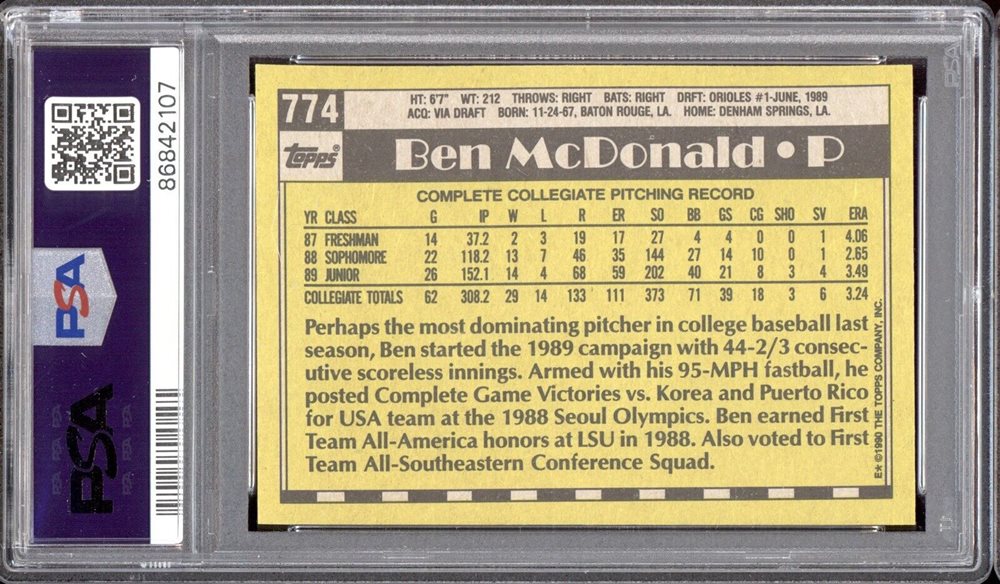 86842107
PSA
PSA
PSA
774
HT: 6'7" WT: 212 THROWS: RIGHT BATS: RIGHT DRFT: ORIOLES #1-JUNE, 1989
ACQ: VIA DRAFT BORN: 11-24-67, BATON ROUGE, LA. HOME: DENHAM SPRINGS, LA.
Topps®
Ben McDonald • P
COMPLETE COLLEGIATE PITCHING RECORD
YR CLASS G IP W L R ER SO BB GS CG SHO SV ERA
87 FRESHMAN 14 37.2 2 3 19 17 27 4 4 0 0 1 4.06
88 SOPHOMORE 22 118.2 13 7 46 35 144 27 14 10 0 1 2.65
89 JUNIOR 26 152.1 14 4 68 59 202 40 21 8 3 4 3.49
COLLEGIATE TOTALS 62 308.2 29 14 133 111 373 71 39 18 3 6 3.24
Perhaps the most dominating pitcher in college baseball last
season, Ben started the 1989 campaign with 44-2/3 consec-
utive scoreless innings. Armed with his 95-MPH fastball, he
posted Complete Game Victories vs. Korea and Puerto Rico
for USA team at the 1988 Seoul Olympics. Ben earned First
Team All-America honors at LSU in 1988. Also voted to First
Team All-Southeastern Conference Squad.
E★ ©1990 THE TOPPS COMPANY, INC.